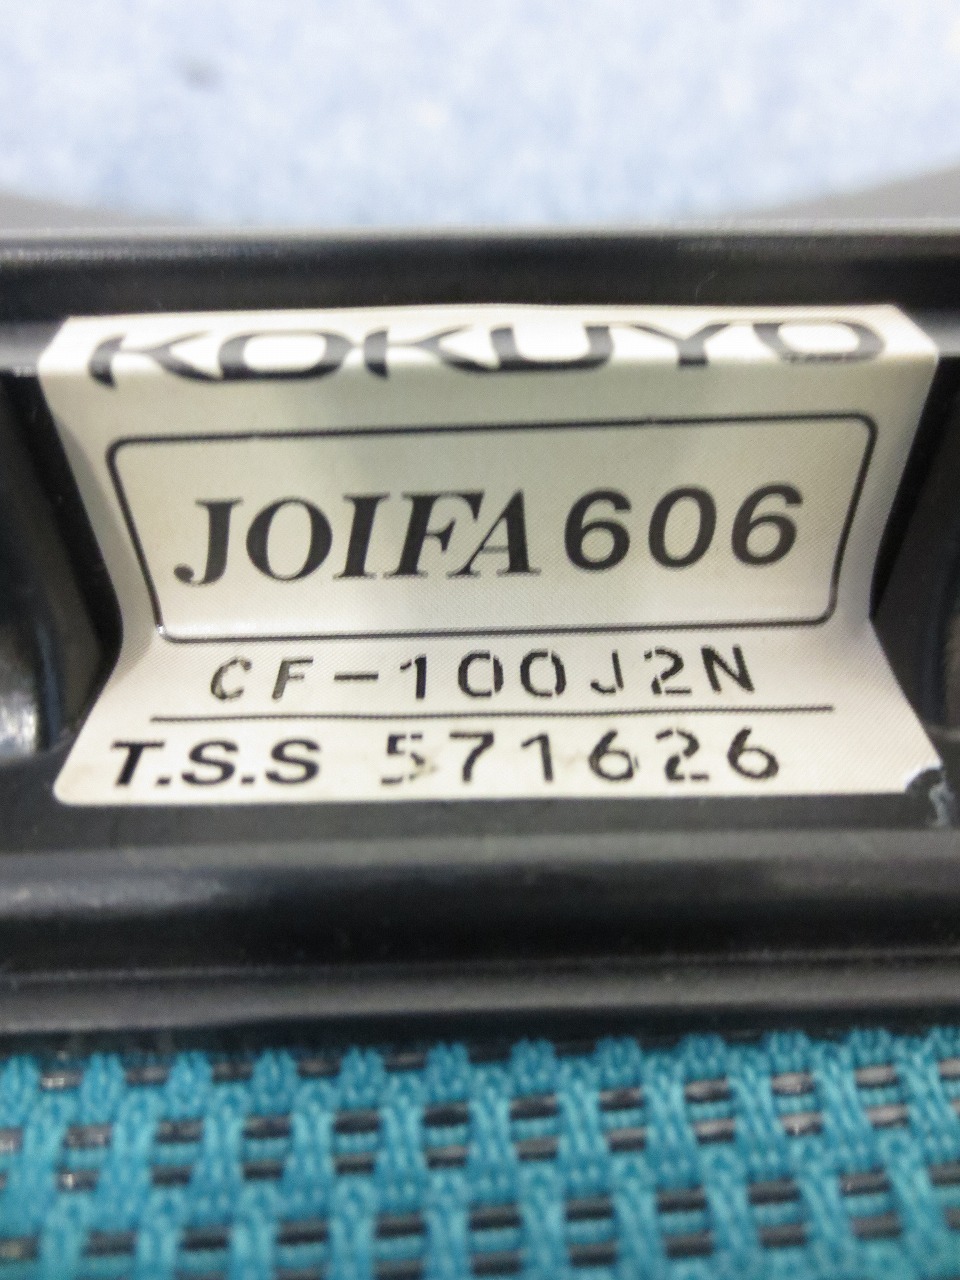 KOKUYO
JOIFA 606
CF-100J2N
T.S.S 571626